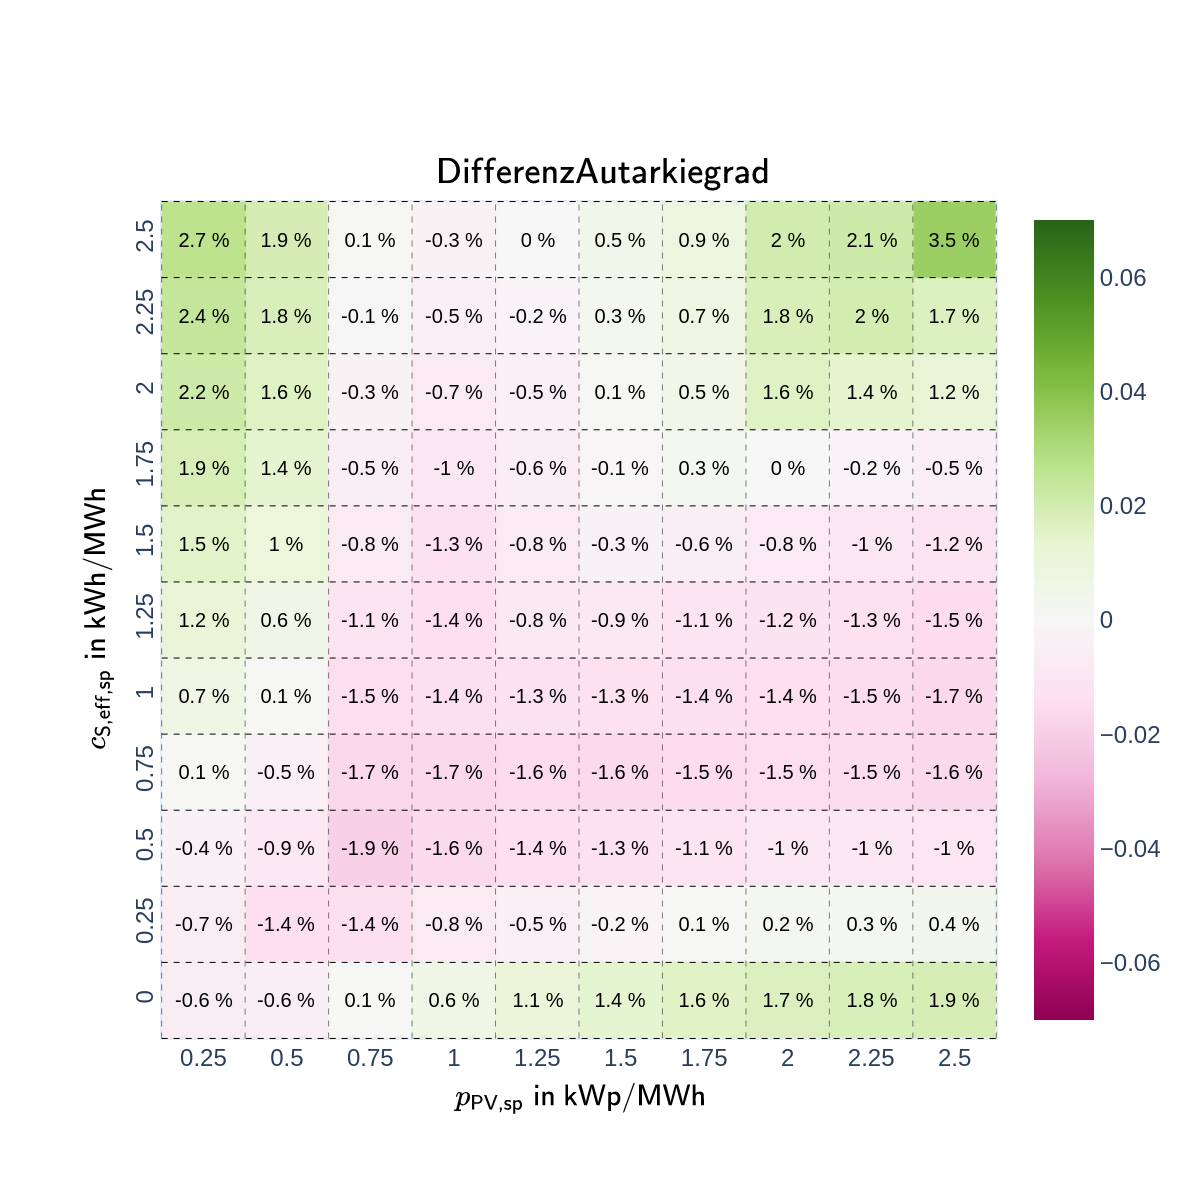 DifferenzAutarkiegrad
c_S,eff,sp in kWh/MWh
2.5 2.7 % 1.9 % 0.1 % -0.3 % 0 % 0.5 % 0.9 % 2 % 2.1 % 3.5 %
2.25 2.4 % 1.8 % -0.1 % -0.5 % -0.2 % 0.3 % 0.7 % 1.8 % 2 % 1.7 %
2 2.2 % 1.6 % -0.3 % -0.7 % -0.5 % 0.1 % 0.5 % 1.6 % 1.4 % 1.2 %
1.75 1.9 % 1.4 % -0.5 % -1 % -0.6 % -0.1 % 0.3 % 0 % -0.2 % -0.5 %
1.5 1.5 % 1 % -0.8 % -1.3 % -0.8 % -0.3 % -0.6 % -0.8 % -1 % -1.2 %
1.25 1.2 % 0.6 % -1.1 % -1.4 % -0.8 % -0.9 % -1.1 % -1.2 % -1.3 % -1.5 %
1 0.7 % 0.1 % -1.5 % -1.4 % -1.3 % -1.3 % -1.4 % -1.4 % -1.5 % -1.7 %
0.75 0.1 % -0.5 % -1.7 % -1.7 % -1.6 % -1.6 % -1.5 % -1.5 % -1.5 % -1.6 %
0.5 -0.4 % -0.9 % -1.9 % -1.6 % -1.4 % -1.3 % -1.1 % -1 % -1 % -1 %
0.25 -0.7 % -1.4 % -1.4 % -0.8 % -0.5 % -0.2 % 0.1 % 0.2 % 0.3 % 0.4 %
0 -0.6 % -0.6 % 0.1 % 0.6 % 1.1 % 1.4 % 1.6 % 1.7 % 1.8 % 1.9 %
0.25 0.5 0.75 1 1.25 1.5 1.75 2 2.25 2.5
p_PV,sp in kWp/MWh
0.06
0.04
0.02
0
−0.02
−0.04
−0.06